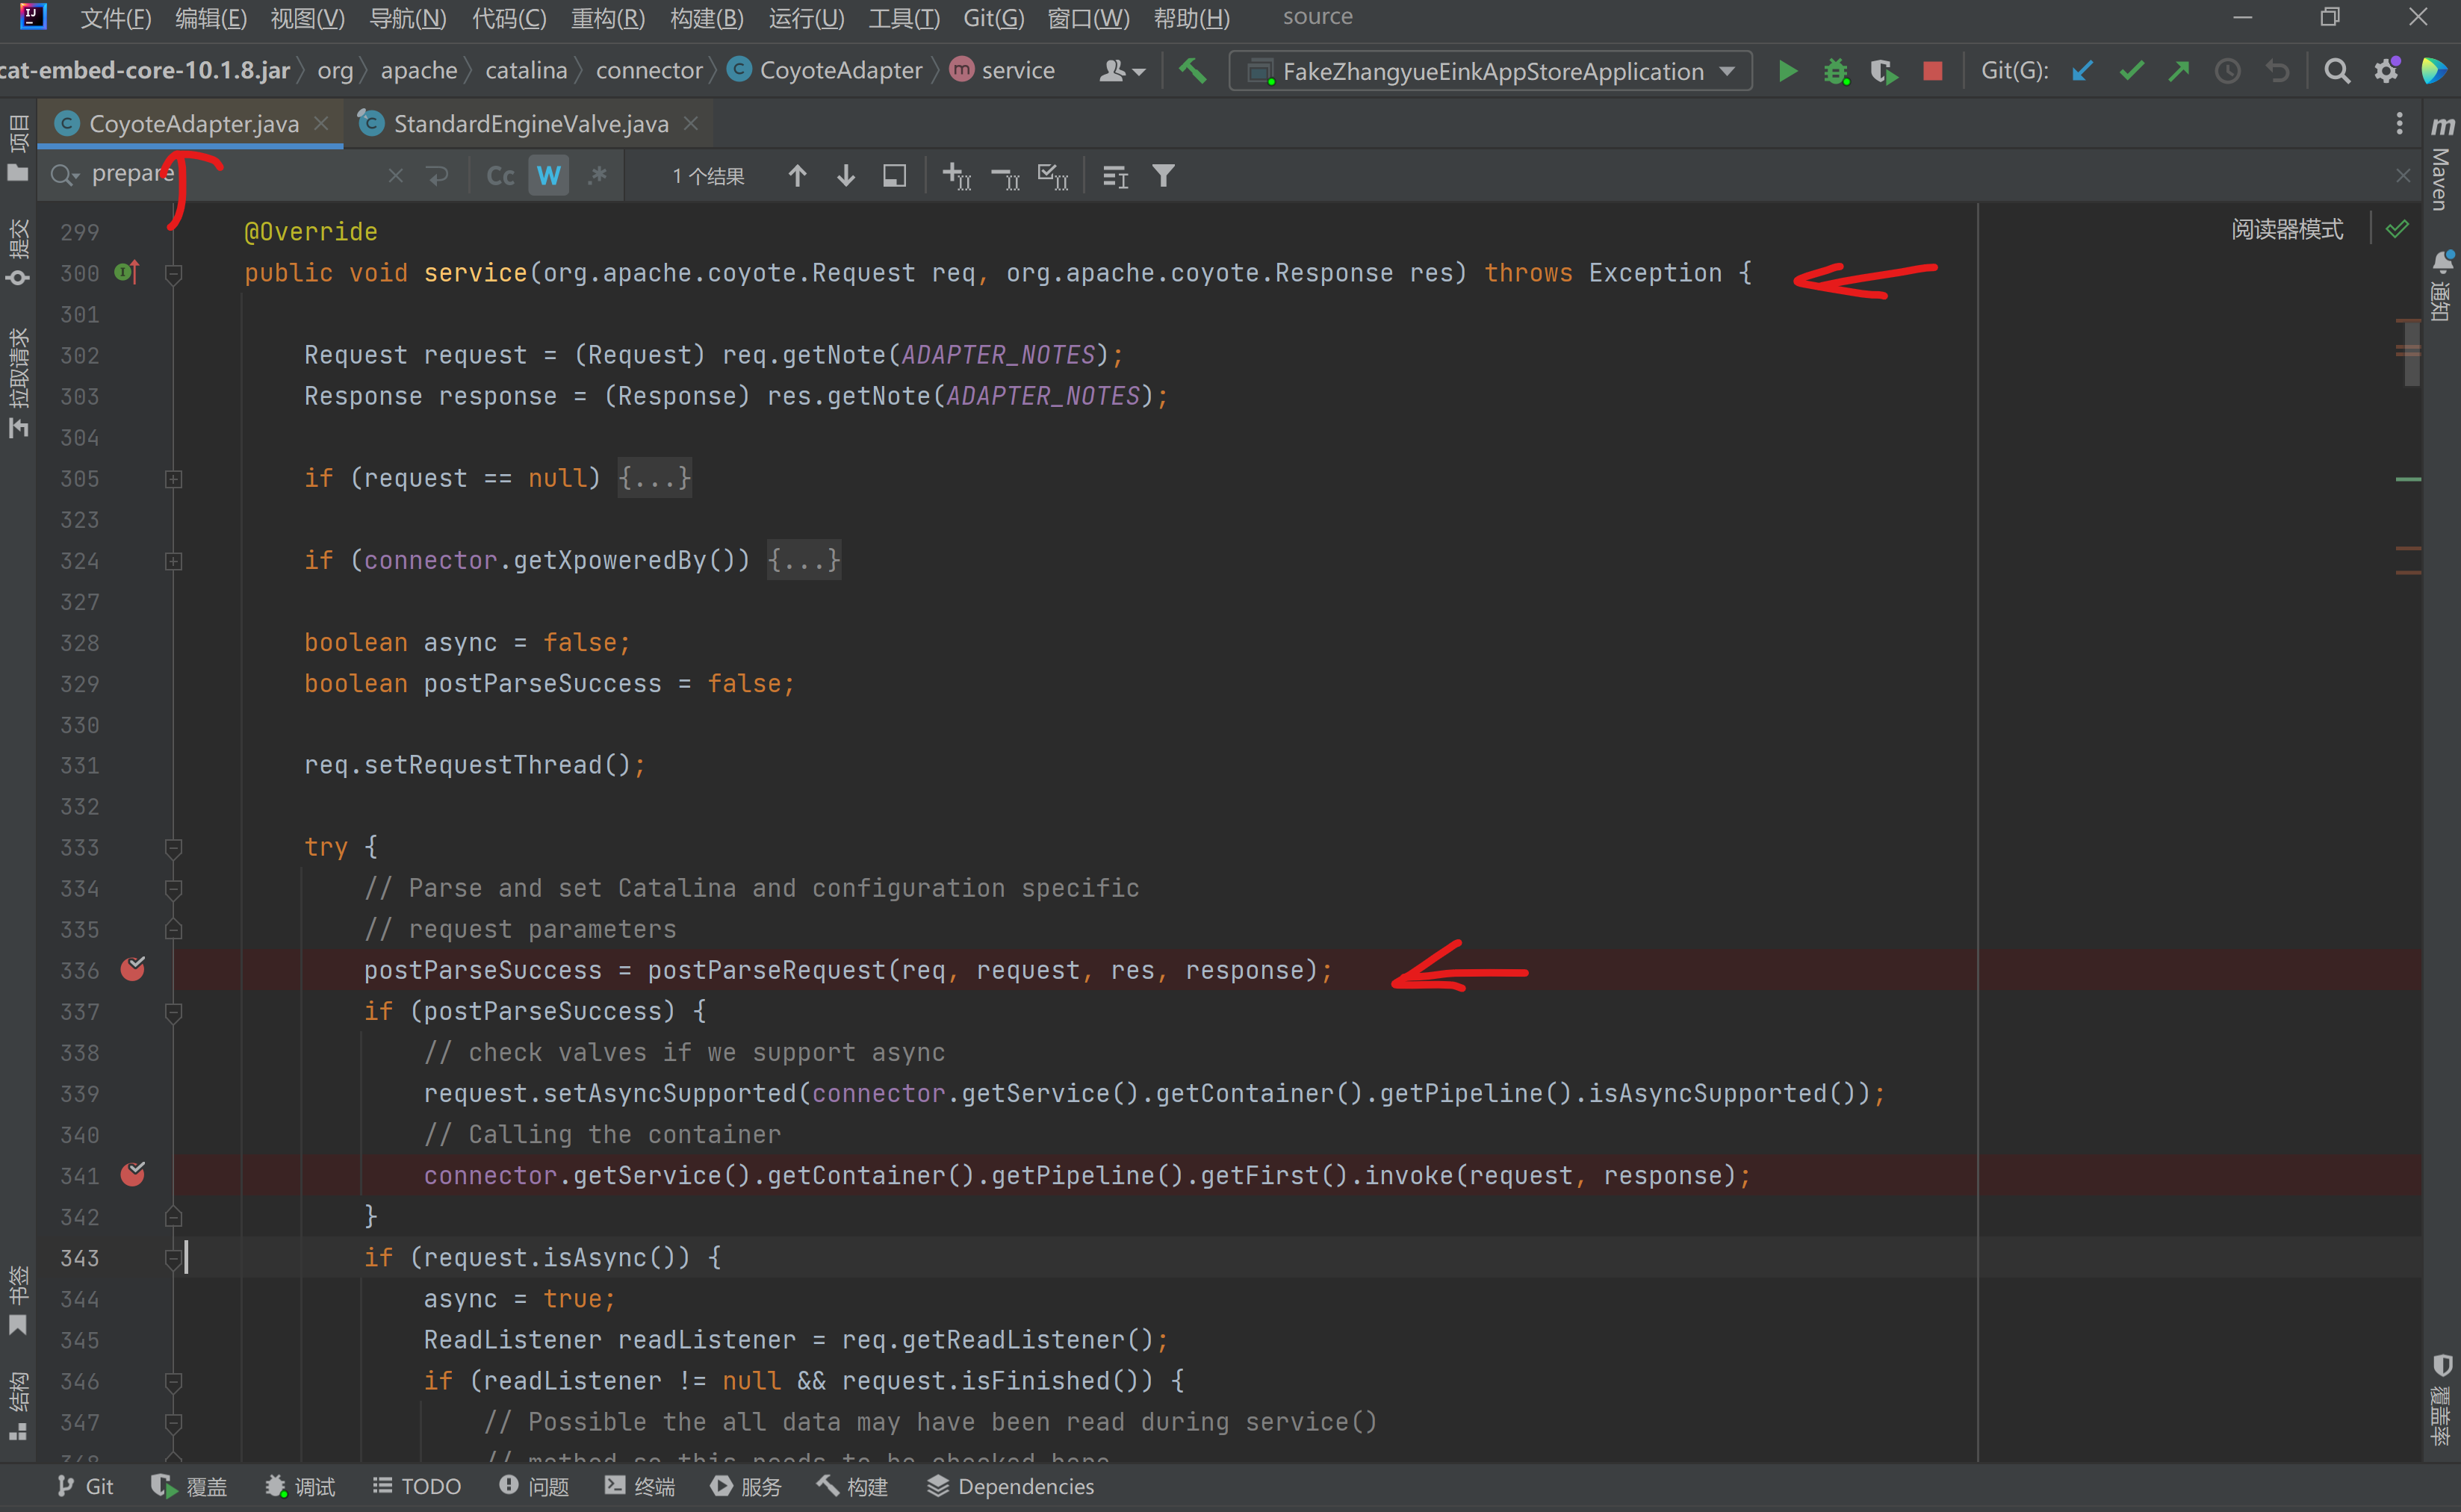 文件(F) 编辑(E) 视图(V) 导航(N) 代码(C) 重构(R) 构建(B) 运行(U) 工具(T) Git(G) 窗口(W) 帮助(H) source
cat-embed-core-10.1.8.jar org apache catalina connector CoyoteAdapter service FakeZhangyueEinkAppStoreApplication Git(G):
CoyoteAdapter.java StandardEngineValve.java
prepare Cc W .* 1 个结果
项目
提交
拉取请求
书签
结构
m Maven
通知
覆盖率
阅读器模式
299 @Override
300 public void service(org.apache.coyote.Request req, org.apache.coyote.Response res) throws Exception {
301
302 Request request = (Request) req.getNote(ADAPTER_NOTES);
303 Response response = (Response) res.getNote(ADAPTER_NOTES);
304
305 if (request == null) {...}
323
324 if (connector.getXpoweredBy()) {...}
327
328 boolean async = false;
329 boolean postParseSuccess = false;
330
331 req.setRequestThread();
332
333 try {
334 // Parse and set Catalina and configuration specific
335 // request parameters
336 postParseSuccess = postParseRequest(req, request, res, response);
337 if (postParseSuccess) {
338 // check valves if we support async
339 request.setAsyncSupported(connector.getService().getContainer().getPipeline().isAsyncSupported());
340 // Calling the container
341 connector.getService().getContainer().getPipeline().getFirst().invoke(request, response);
342 }
343 if (request.isAsync()) {
344 async = true;
345 ReadListener readListener = req.getReadListener();
346 if (readListener != null && request.isFinished()) {
347 // Possible the all data may have been read during service()
348 // method so this needs to be checked here
Git 覆盖 调试 TODO 问题 终端 服务 构建 Dependencies